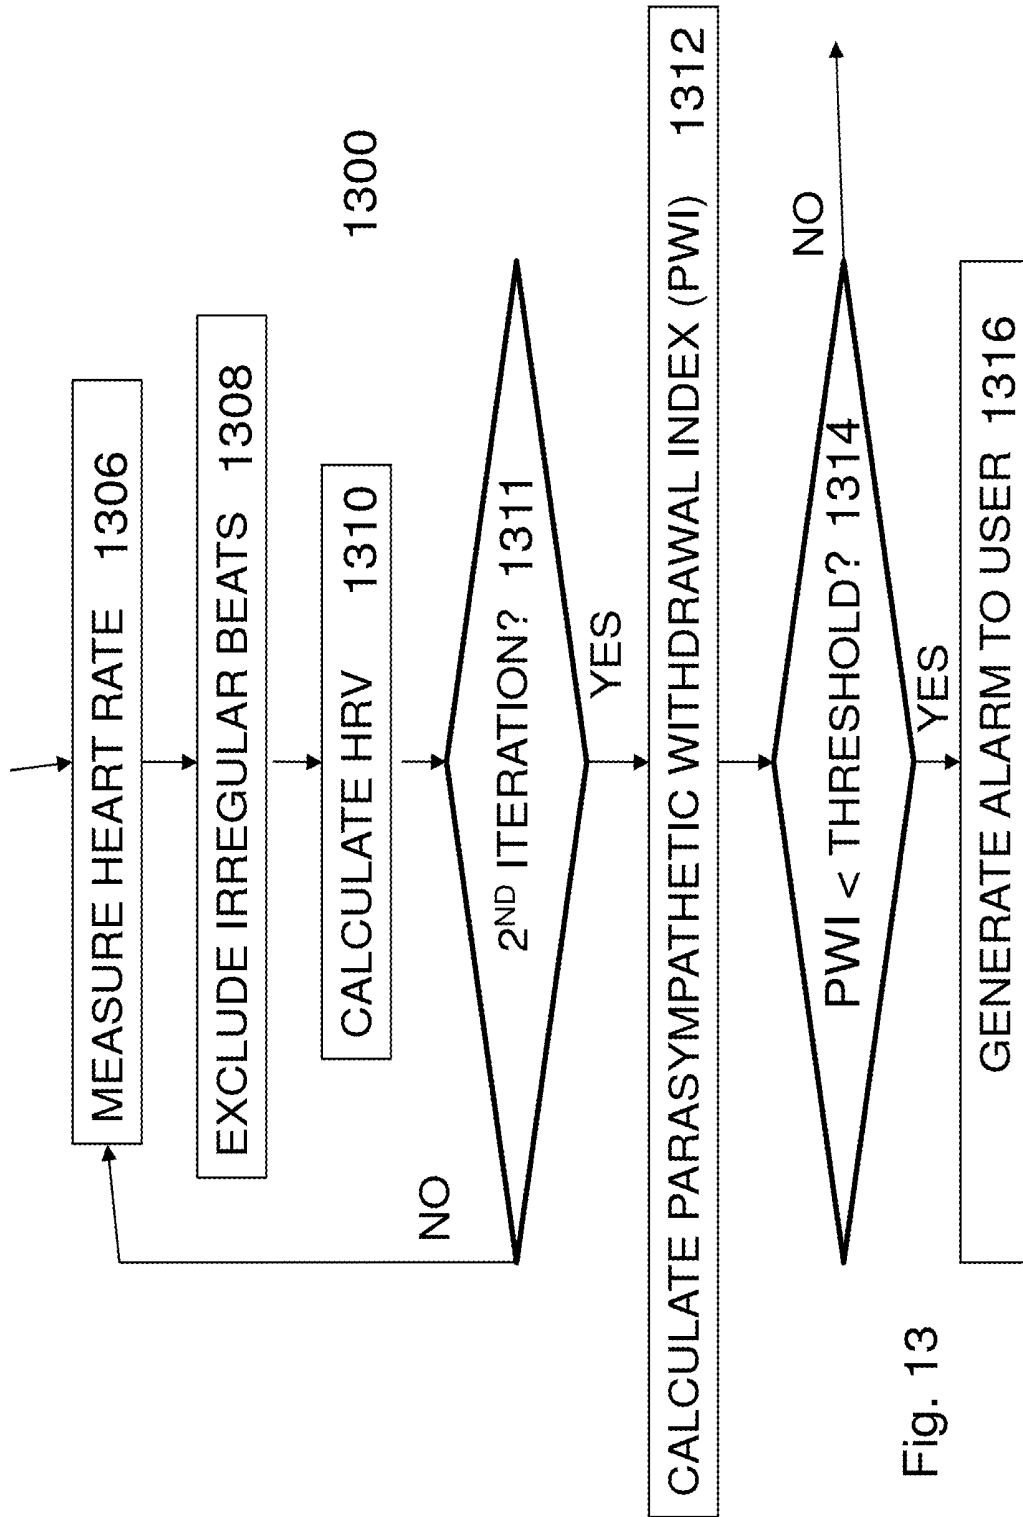 1300
MEASURE HEART RATE 1306
EXCLUDE IRREGULAR BEATS 1308
CALCULATE HRV 1310
2ND ITERATION? 1311
NO
YES
CALCULATE PARASYMPATHETIC WITHDRAWAL INDEX (PWI) 1312
PWI < THRESHOLD? 1314
NO
YES
GENERATE ALARM TO USER 1316
Fig. 13